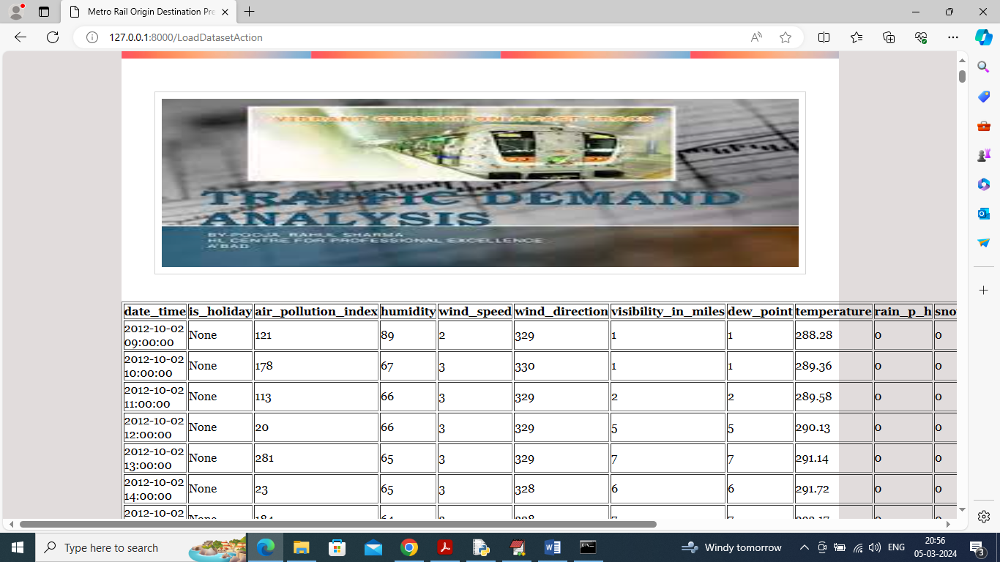 Metro Rail Origin Destination Pre
127.0.0.1:8000/LoadDatasetAction
VIBRANT GUJARAT ON A FAST TRACK
TRAFFIC DEMAND
ANALYSIS
BY-POOJA RAHUL SHARMA
HL CENTRE FOR PROFESSIONAL EXCELLENCE
A'BAD
date_time is_holiday air_pollution_index humidity wind_speed wind_direction visibility_in_miles dew_point temperature rain_p_h sno
2012-10-02 09:00:00 None 121 89 2 329 1 1 288.28 0 0
2012-10-02 10:00:00 None 178 67 3 330 1 1 289.36 0 0
2012-10-02 11:00:00 None 113 66 3 329 2 2 289.58 0 0
2012-10-02 12:00:00 None 20 66 3 329 5 5 290.13 0 0
2012-10-02 13:00:00 None 281 65 3 329 7 7 291.14 0 0
2012-10-02 14:00:00 None 23 65 3 328 6 6 291.72 0 0
2012-10-02 None 184 64 3 328 7 7
Type here to search
Windy tomorrow
ENG
20:56
05-03-2024
3